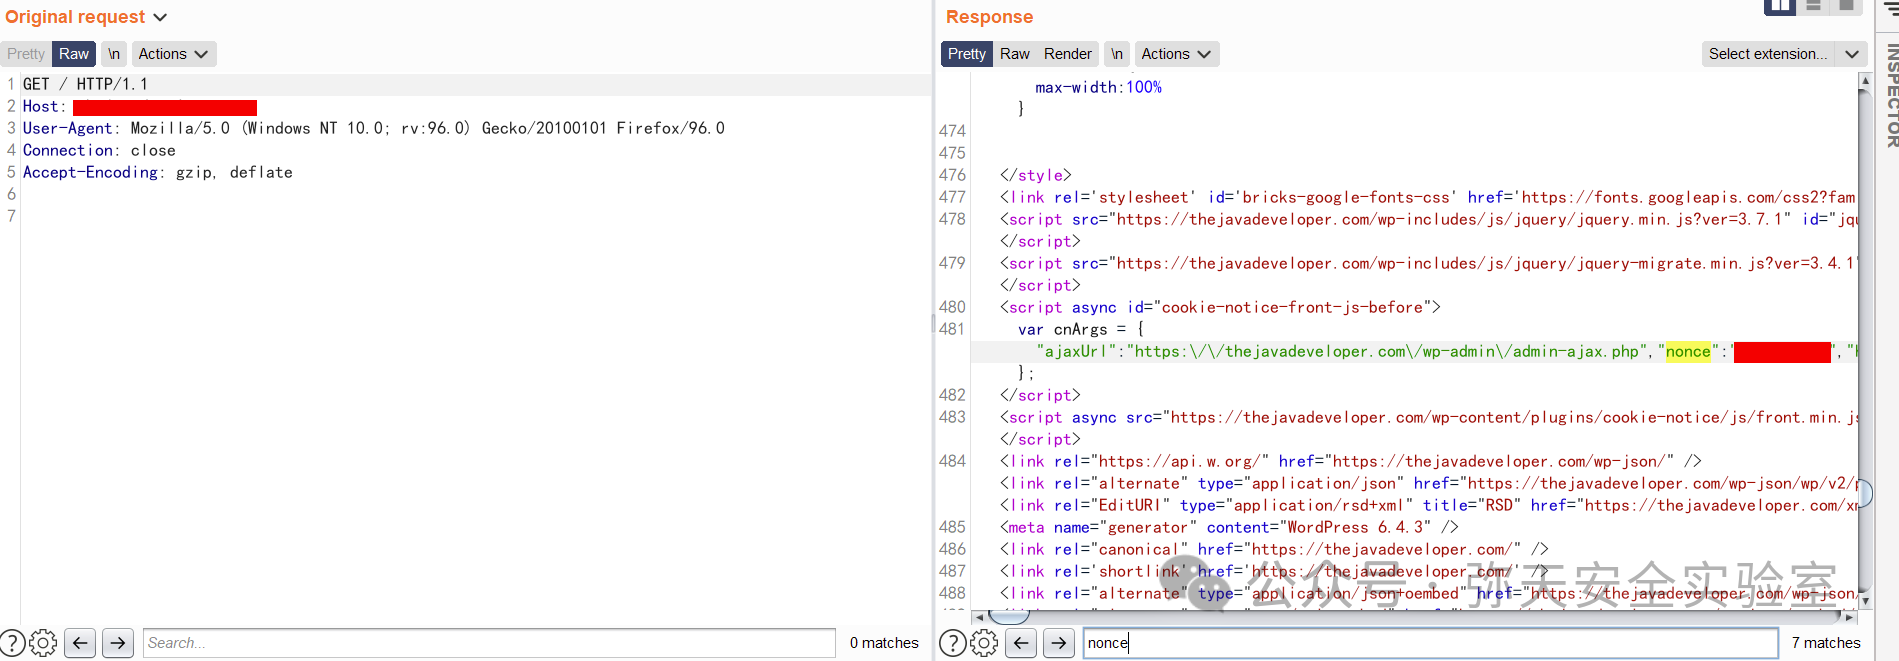 Original request
Pretty Raw \n Actions
1 GET / HTTP/1.1
2 Host:
3 User-Agent: Mozilla/5.0 (Windows NT 10.0; rv:96.0) Gecko/20100101 Firefox/96.0
4 Connection: close
5 Accept-Encoding: gzip, deflate
6
7
Search...
0 matches
Response
Pretty Raw Render \n Actions
Select extension...
INSPECTOR
max-width:100%
}
474
475
476 </style>
477 <link rel='stylesheet' id='bricks-google-fonts-css' href='https://fonts.googleapis.com/css2?fam
478 <script src="https://thejavadeveloper.com/wp-includes/js/jquery/jquery.min.js?ver=3.7.1" id="jqu
</script>
479 <script src="https://thejavadeveloper.com/wp-includes/js/jquery/jquery-migrate.min.js?ver=3.4.1"
</script>
480 <script async id="cookie-notice-front-js-before">
481 var cnArgs = {
"ajaxUrl":"https:\/\/thejavadeveloper.com\/wp-admin\/admin-ajax.php","nonce":" ","h
};
482 </script>
483 <script async src="https://thejavadeveloper.com/wp-content/plugins/cookie-notice/js/front.min.js
</script>
484 <link rel="https://api.w.org/" href="https://thejavadeveloper.com/wp-json/" />
<link rel="alternate" type="application/json" href="https://thejavadeveloper.com/wp-json/wp/v2/p
<link rel="EditURI" type="application/rsd+xml" title="RSD" href="https://thejavadeveloper.com/xm
485 <meta name="generator" content="WordPress 6.4.3" />
486 <link rel="canonical" href="https://thejavadeveloper.com/" />
487 <link rel='shortlink' href='https://thejavadeveloper.com/' />
488 <link rel="alternate" type="application/json+oembed" href="https://thejavadeveloper.com/wp-json/
公众号 · 弥天安全实验室
nonce
7 matches